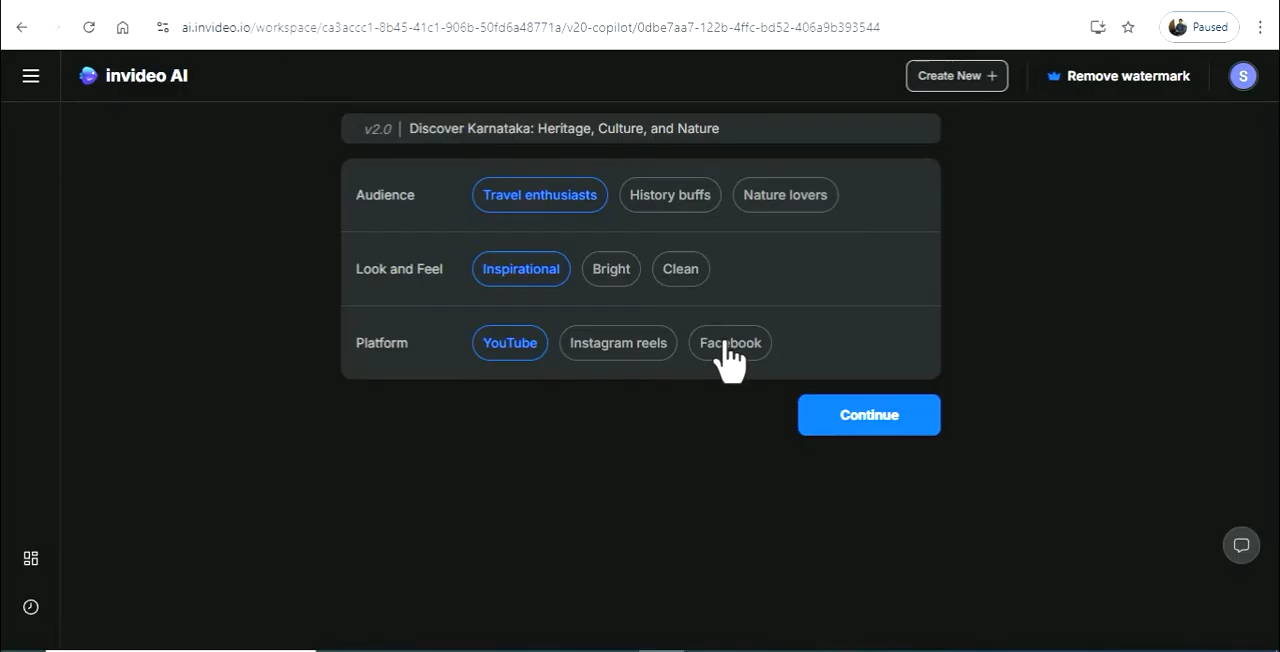 ai.invideo.io/workspace/ca3accc1-8b45-41c1-906b-50fd6a48771a/v20-copilot/0dbe7aa7-122b-4ffc-bd52-406a9b393544 Paused
invideo AI Create New + Remove watermark S
v2.0 | Discover Karnataka: Heritage, Culture, and Nature
Audience Travel enthusiasts History buffs Nature lovers
Look and Feel Inspirational Bright Clean
Platform YouTube Instagram reels Facebook
Continue